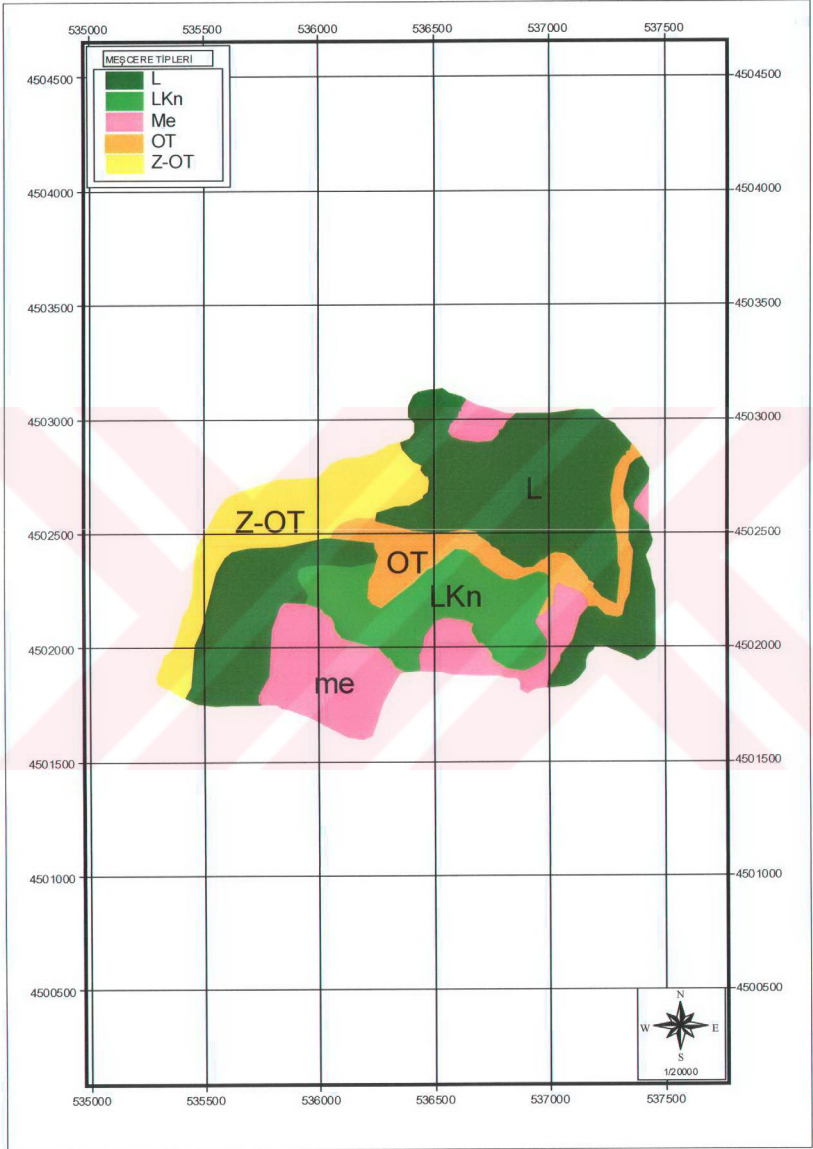 535000 535500 536000 536500 537000 537500
MEŞCERE TİPLERİ
L
LKn
Me
OT
Z-OT
4504500 4504500
4504000 4504000
4503500 4503500
4503000 4503000
L
Z-OT
4502500 4502500
OT
LKn
4502000 4502000
me
4501500 4501500
4501000 4501000
4500500 4500500
N
W E
S
1/20000
535000 535500 536000 536500 537000 537500